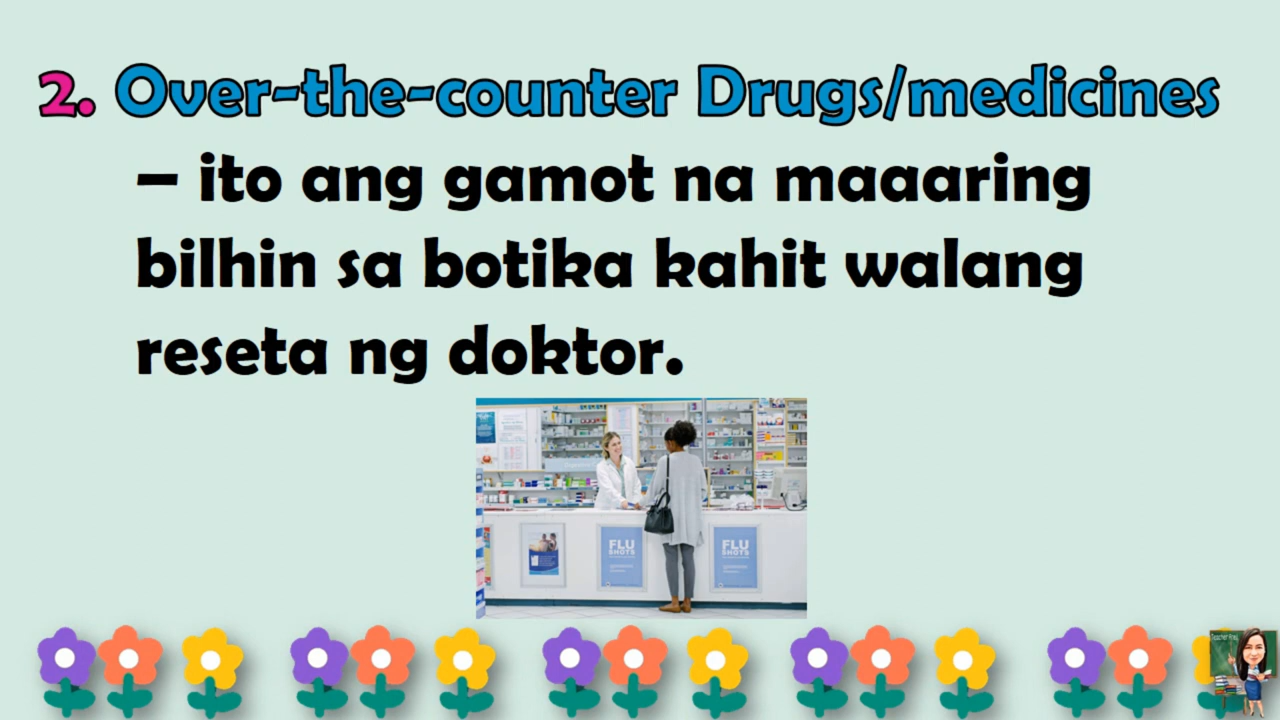 2. Over-the-counter Drugs/medicines
– ito ang gamot na maaaring
bilhin sa botika kahit walang
reseta ng doktor.
FLU
SHOTS
FLU
SHOTS